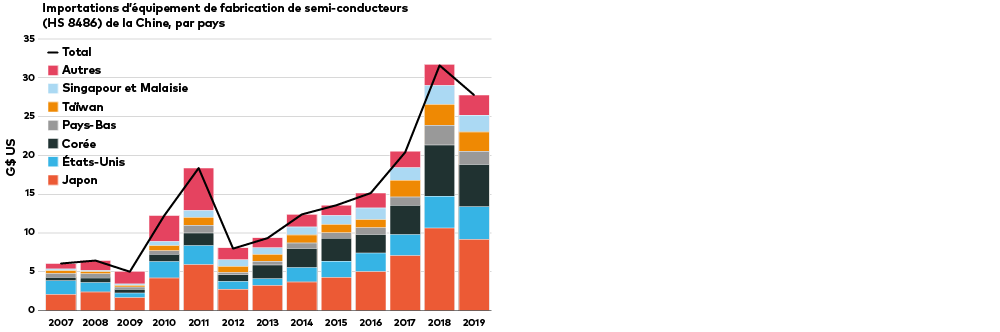 Importations d'équipement de fabrication de semi-conducteurs
(HS 8486) de la Chine, par pays
G$ US
35
30
25
20
15
10
5
0
Total
Autres
Singapour et Malaisie
Taïwan
Pays-Bas
Corée
États-Unis
Japon
2007 2008 2009 2010 2011 2012 2013 2014 2015 2016 2017 2018 2019